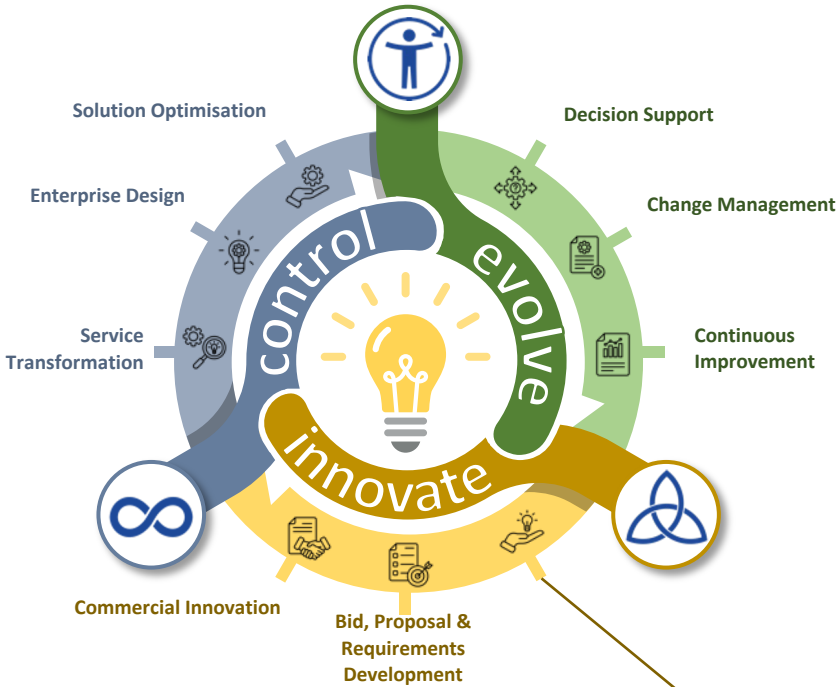 Solution Optimisation
Decision Support
Enterprise Design
Change Management
control
evolve
Service
Transformation
Continuous
Improvement
innovate
Commercial Innovation
Bid, Proposal &
Requirements
Development